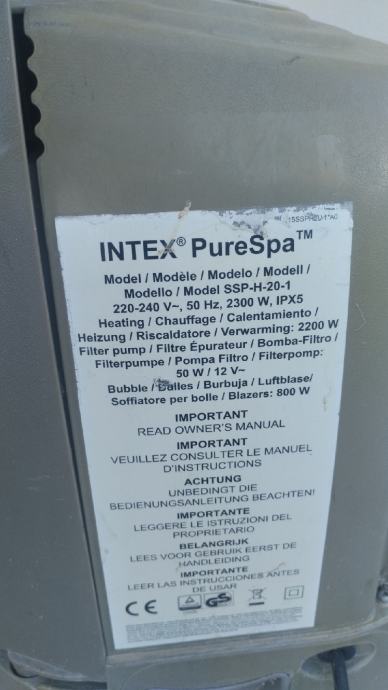 INTEX® PureSpa™
Model / Modèle / Modelo / Modell /
Modello / Model SSP-H-20-1
220-240 V~, 50 Hz, 2300 W, IPX5
Heating / Chauffage / Calentamiento /
Heizung / Riscaldatore / Verwarming: 2200 W
Filter pump / Filtre Épurateur / Bomba-Filtro /
Filterpumpe / Pompa Filtro / Filterpomp:
50 W / 12 V~
Bubble / Bulles / Burbuja / Luftblase/
Soffiatore per bolle / Blazers: 800 W
IMPORTANT
READ OWNER'S MANUAL
IMPORTANT
VEUILLEZ CONSULTER LE MANUEL
D'INSTRUCTIONS
ACHTUNG
UNBEDINGT DIE
BEDIENUNGSANLEITUNG BEACHTEN!
IMPORTANTE
LEGGERE LE ISTRUZIONI DEL
PROPRIETARIO
BELANGRIJK
LEES VOOR GEBRUIK EERST DE
HANDLEIDING
IMPORTANTE
LEER LAS INSTRUCCIONES ANTES
DE USAR
CE GS